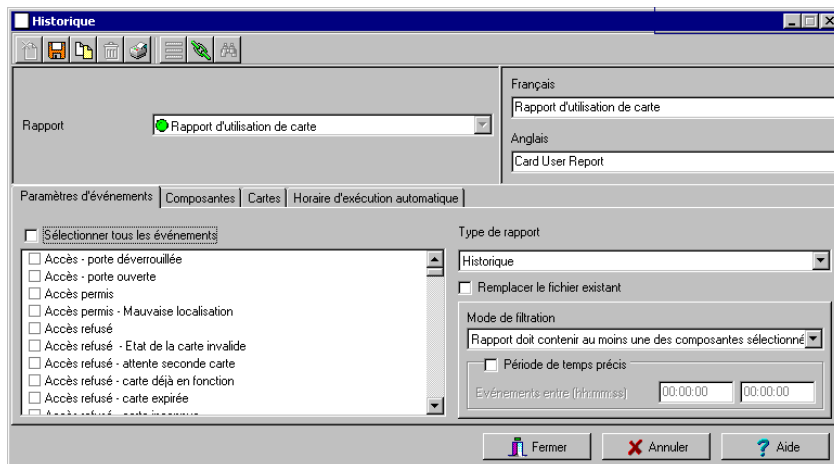 Historique
Français
Rapport d'utilisation de carte
Rapport
Rapport d'utilisation de carte
Anglais
Card User Report
Paramètres d'événements
Composantes
Cartes
Horaire d'exécution automatique
Sélectionner tous les événements
Accès - porte déverrouillée
Accès - porte ouverte
Accès permis
Accès permis - Mauvaise localisation
Accès refusé
Accès refusé - Etat de la carte invalide
Accès refusé - attente seconde carte
Accès refusé - carte déjà en fonction
Accès refusé - carte expirée
Type de rapport
Historique
Remplacer le fichier existant
Mode de filtration
Rapport doit contenir au moins une des composantes sélectionné
Période de temps précis
Evénements entre (hh:mm:ss)
00:00:00
00:00:00
Fermer
Annuler
Aide